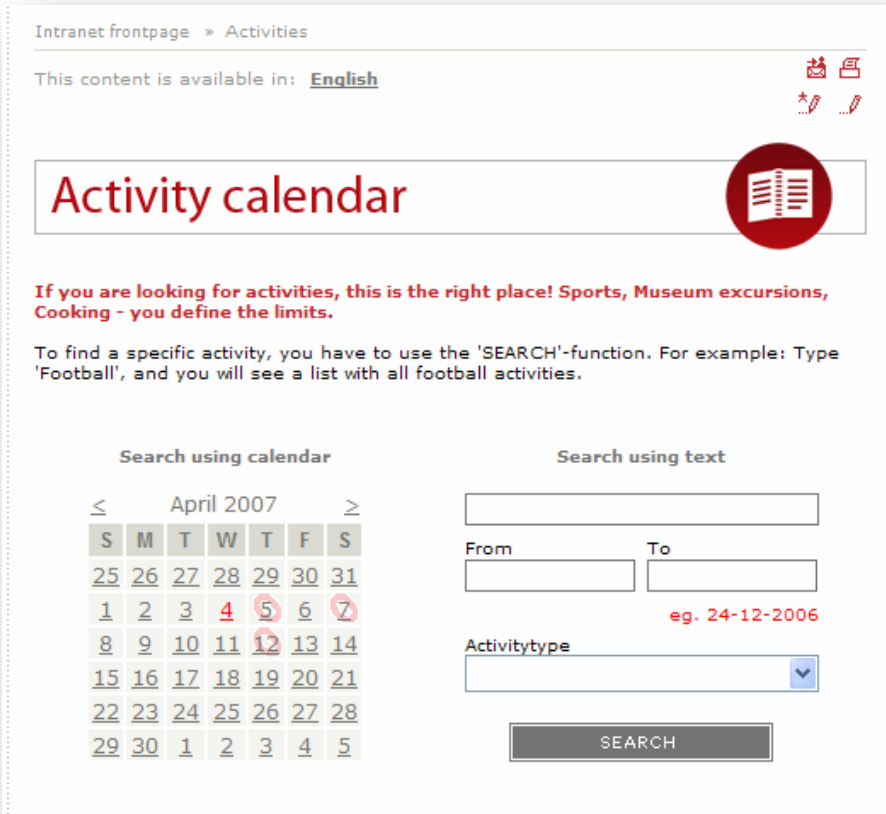 Intranet frontpage » Activities
This content is available in: English
Activity calendar
If you are looking for activities, this is the right place! Sports, Museum excursions,
Cooking - you define the limits.
To find a specific activity, you have to use the 'SEARCH'-function. For example: Type
'Football', and you will see a list with all football activities.
Search using calendar
< April 2007 >
S M T W T F S
25 26 27 28 29 30 31
1 2 3 4 5 6 7
8 9 10 11 12 13 14
15 16 17 18 19 20 21
22 23 24 25 26 27 28
29 30 1 2 3 4 5
Search using text
From To
eg. 24-12-2006
Activitytype
SEARCH